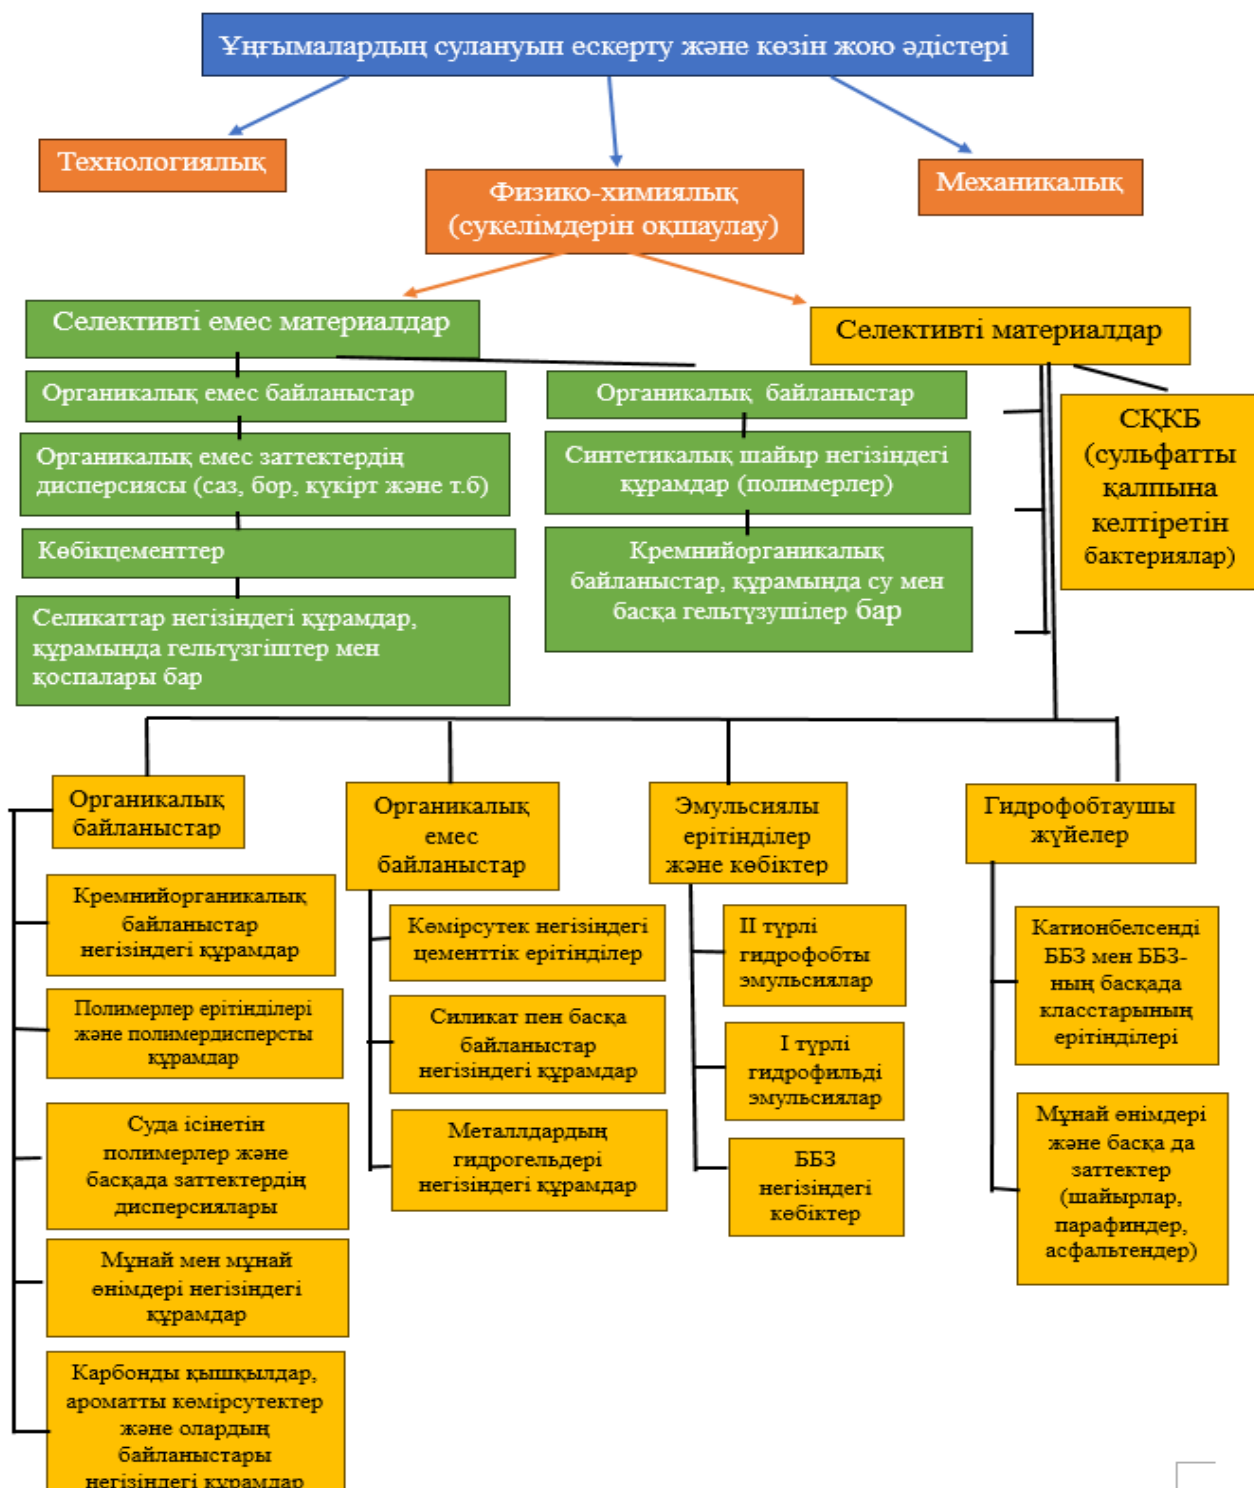 Ұңғымалардың сулануын ескерту және көзін жою әдістері
Технологиялық
Физико-химиялық
(сукелімдерін оқшаулау)
Механикалық
Селективті емес материалдар
Селективті материалдар
Органикалық емес байланыстар
Органикалық байланыстар
СҚКБ
(сульфатты
қалпына
келтіретін
бактериялар)
Органикалық емес заттектердің
дисперсиясы (саз, бор, күкірт және т.б)
Синтетикалық шайыр негізіндегі
құрамдар (полимерлер)
Көбікцементтер
Кремнийорганикалық
байланыстар, құрамында су мен
басқа гельтүзушілер бар
Селикаттар негізіндегі құрамдар,
құрамында гельтүзгіштер мен
қоспалары бар
Органикалық
байланыстар
Кремнийорганикалық
байланыстар
негізіндегі құрамдар
Полимерлер ерітінділері
және полимердисперсты
құрамдар
Суда ісінетін
полимерлер және
басқада заттектердің
дисперсиялары
Мұнай мен мұнай
өнімдері негізіндегі
құрамдар
Карбонды қышқылдар,
ароматты көмірсутектер
және олардың
байланыстары
негізіндегі құрамдар
Органикалық
емес
байланыстар
Көмірсутек негізіндегі
цементтік ерітінділер
Силикат пен басқа
байланыстар
негізіндегі құрамдар
Металлдардың
гидрогельдері
негізіндегі құрамдар
Эмульсиялы
ерітінділер
және көбіктер
II түрлі
гидрофобты
эмульсиялар
I түрлі
гидрофильді
эмульсиялар
ББЗ
негізіндегі
көбіктер
Гидрофобтаушы
жүйелер
Катионбелсенді
ББЗ мен ББЗ-
ның басқада
класстарының
ерітінділері
Мұнай өнімдері
және басқа да
заттектер
(шайырлар,
парафиндер,
асфальтендер)